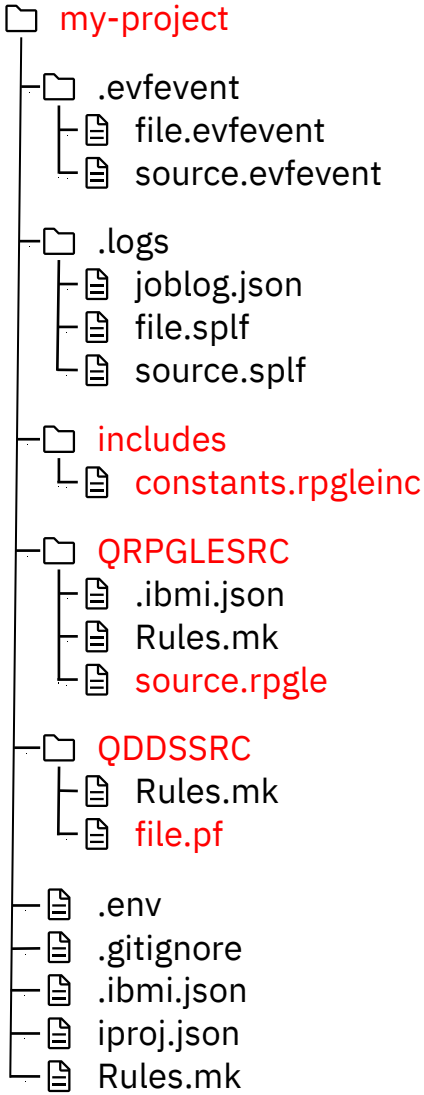 my-project
.evfevent
file.evfevent
source.evfevent
.logs
joblog.json
file.splf
source.splf
includes
constants.rpgleinc
QRPGLESRC
.ibmi.json
Rules.mk
source.rpgle
QDDSSRC
Rules.mk
file.pf
.env
.gitignore
.ibmi.json
iproj.json
Rules.mk